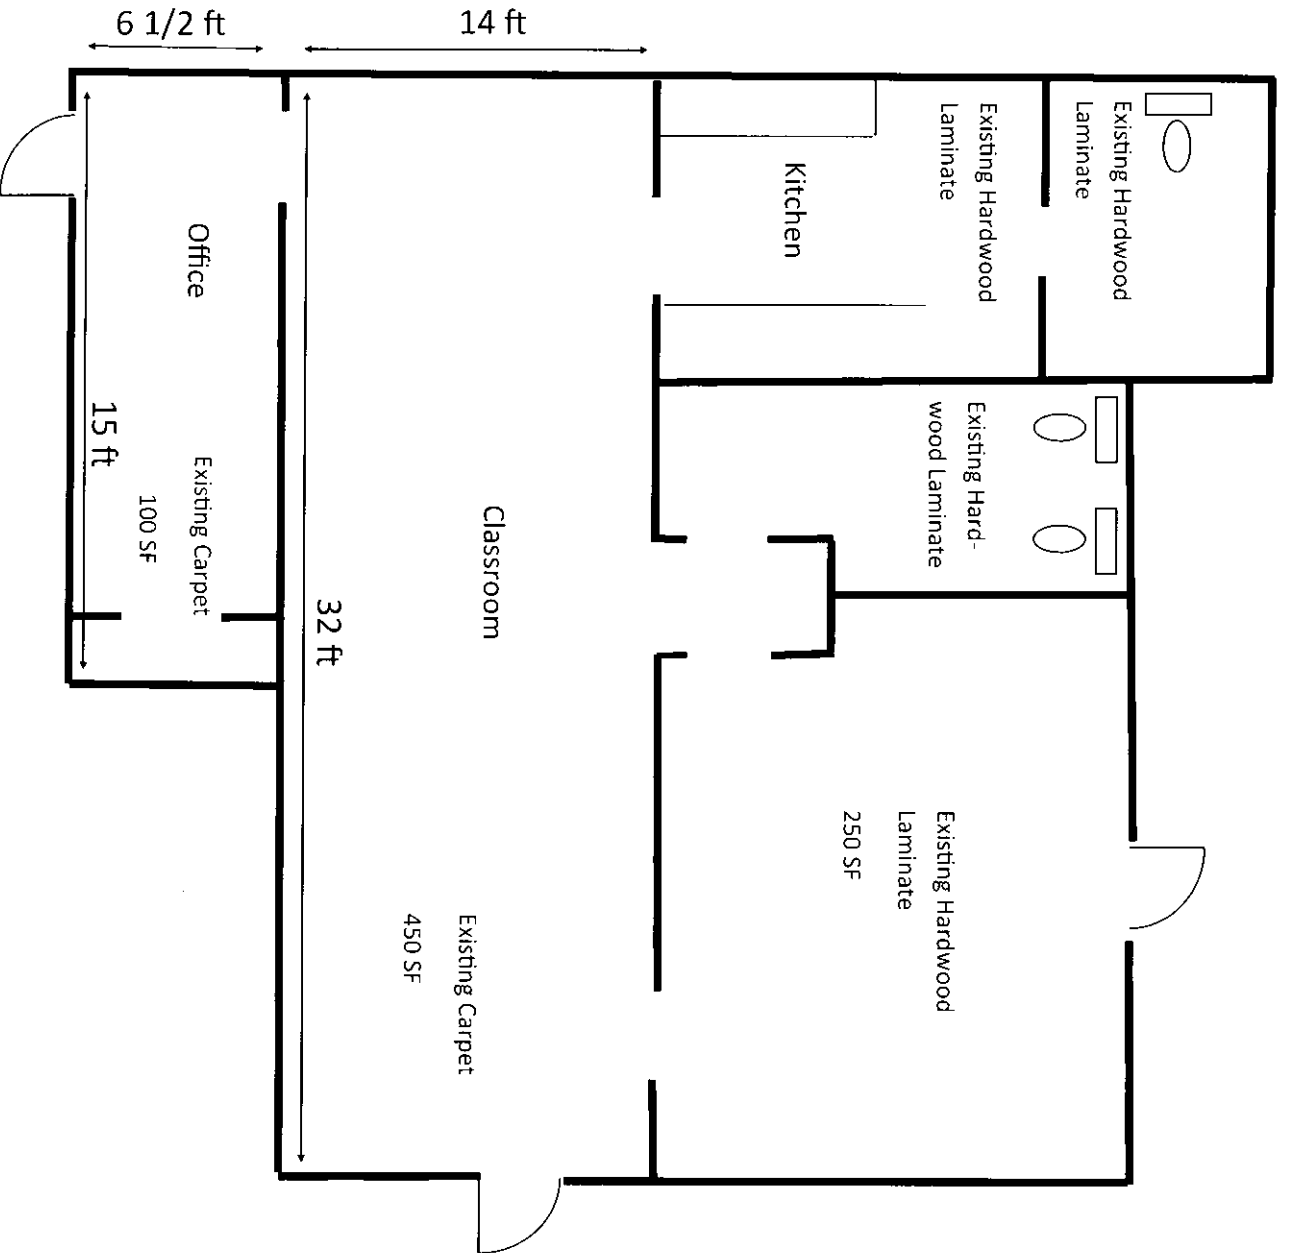 6 1/2 ft
14 ft
Existing Hardwood
Laminate
Existing Hardwood
Laminate
Kitchen
Office
15 ft
Existing Carpet
100 SF
Existing Hard-
wood Laminate
Classroom
32 ft
Existing Hardwood
Laminate
250 SF
Existing Carpet
450 SF